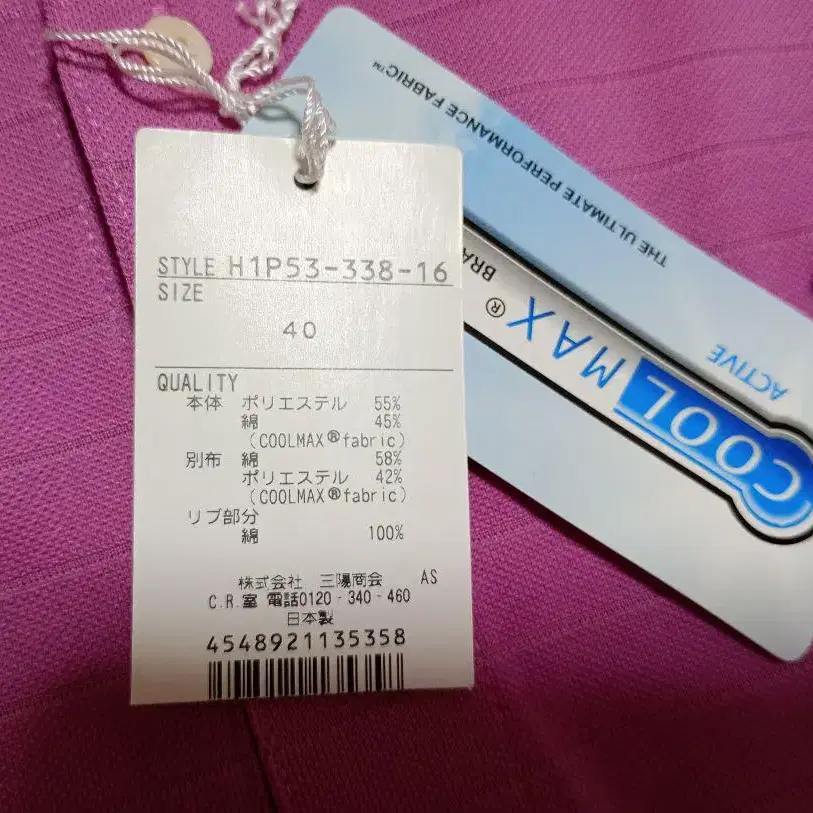 STYLE H1P53-338-16
SIZE
40
QUALITY
本体 ポリエステル 55%
綿 45%
(COOLMAX®fabric)
別布 綿 58%
ポリエステル 42%
(COOLMAX®fabric)
リブ部分
綿 100%
株式会社 三陽商会 AS
C.R.室 電話0120-340-460
日本製
4548921135358
THE ULTIMATE PERFORMANCE FABRIC™
COOLMAX® BRA
ACTIVE